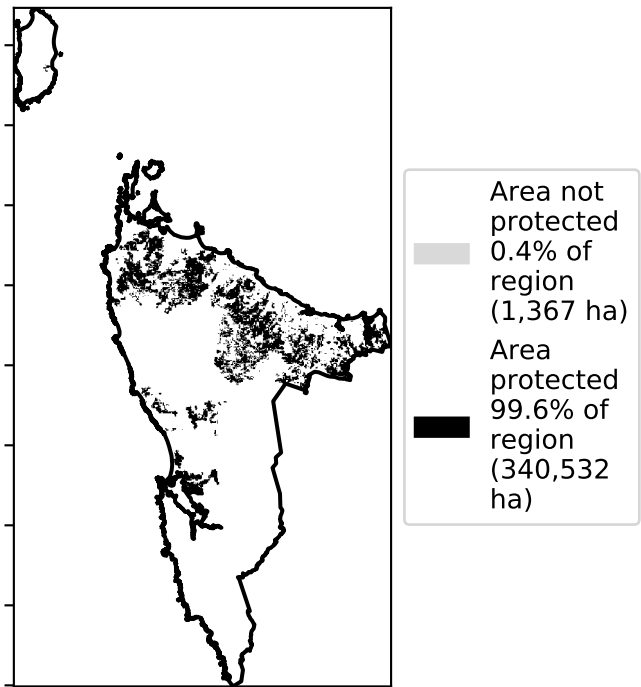 Area not
protected
0.4% of
region
(1,367 ha)
Area
protected
99.6% of
region
(340,532
ha)